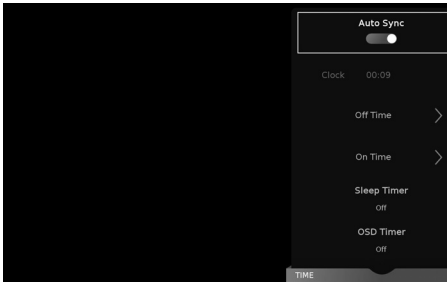 Auto Sync
Clock 00:09
Off Time
On Time
Sleep Timer
Off
OSD Timer
Off
TIME